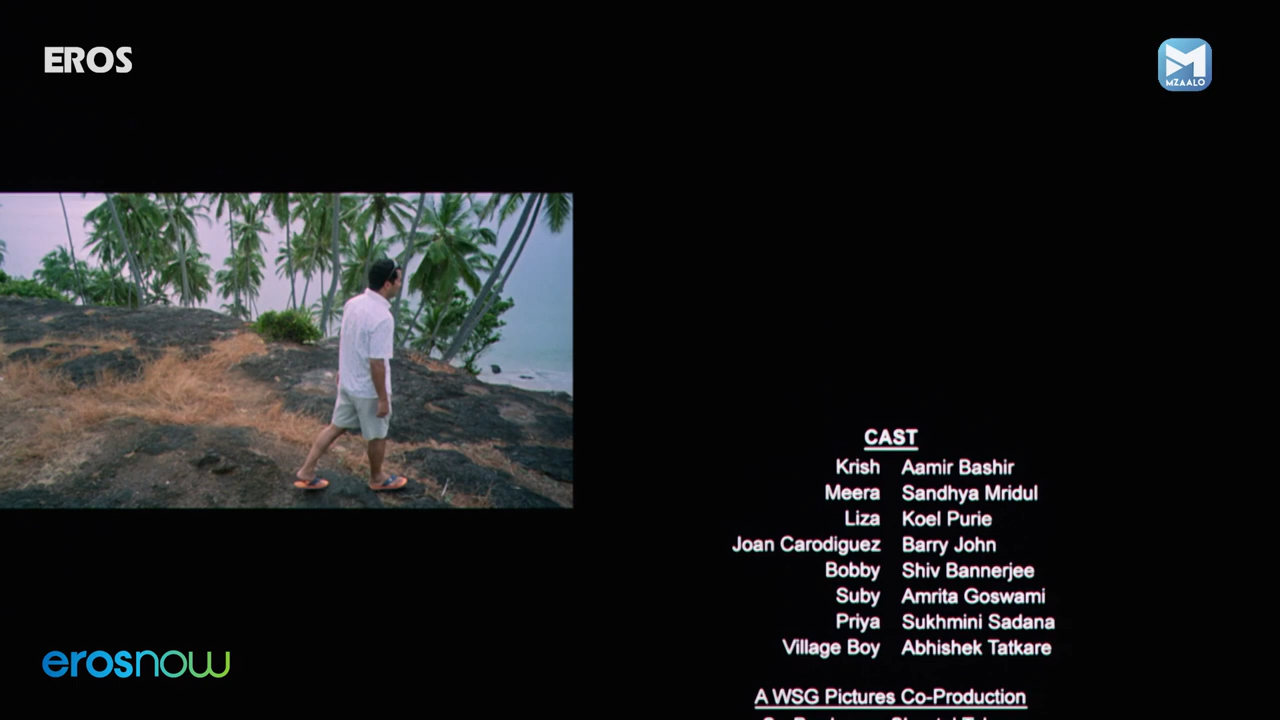 EROS
MZAALO
CAST
Krish Aamir Bashir
Meera Sandhya Mridul
Liza Koel Purie
Joan Carodiguez Barry John
Bobby Shiv Bannerjee
Suby Amrita Goswami
Priya Sukhmini Sadana
Village Boy Abhishek Tatkare
A WSG Pictures Co-Production
erosnow